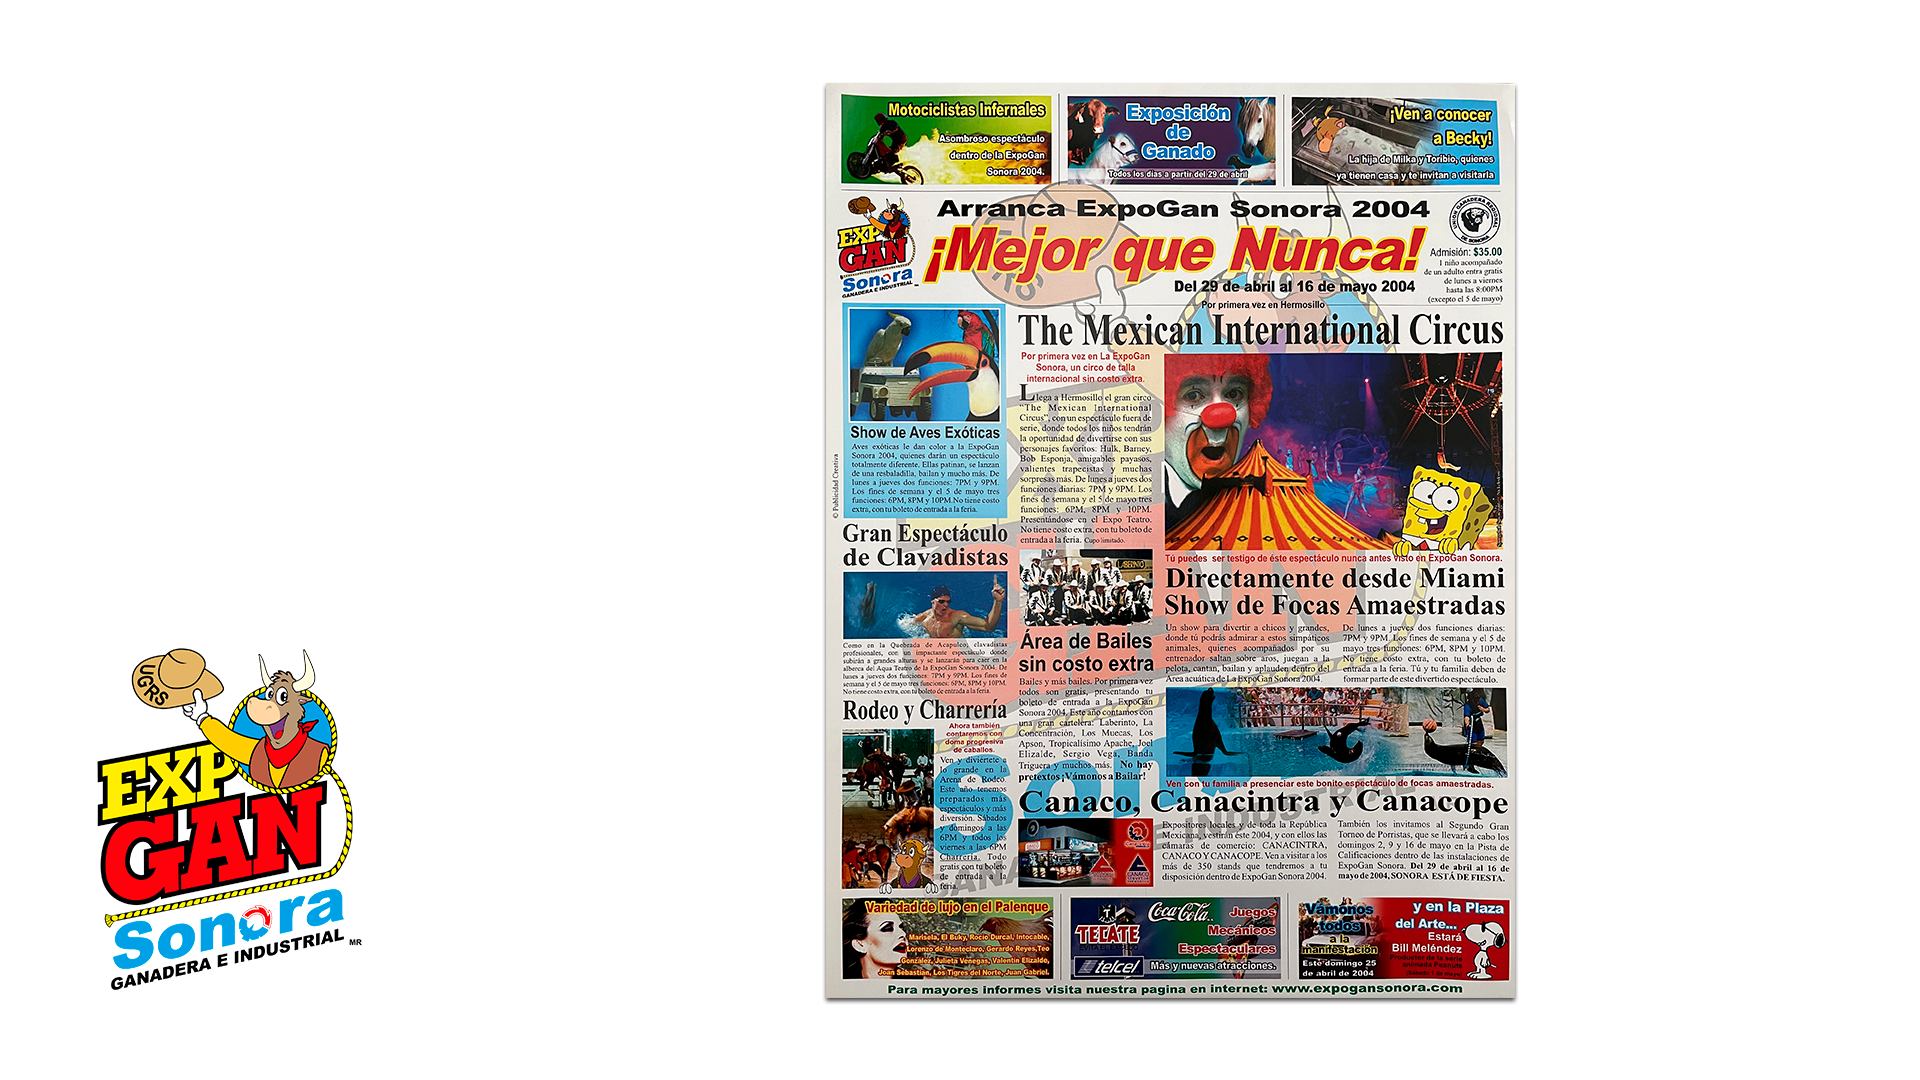 Motociclistas Infernales
Asombroso espectáculo
dentro de la ExpoGan
Sonora 2004.
Exposición
de
Ganado
Todos los días a partir del 29 de abril
¡Ven a conocer
a Becky!
La hija de Milka y Toribio, quienes
ya tienen casa y te invitan a visitarla
EXPO
GAN
Sonora
GANADERA E INDUSTRIAL
Arranca ExpoGan Sonora 2004
¡Mejor que Nunca!
Del 29 de abril al 16 de mayo 2004
UNION GANADERA REGIONAL
DE SONORA
Admisión: $35.00
1 niño acompañado
de un adulto entra gratis
de lunes a viernes
hasta las 8:00PM
(excepto el 5 de mayo)
© Publicidad Creativa
Show de Aves Exóticas
Aves exóticas le dan color a la ExpoGan
Sonora 2004, quienes darán un espectáculo
totalmente diferente. Ellas patinan, se lanzan
de una resbaladilla, bailan y mucho más. De
lunes a jueves dos funciones: 7PM y 9PM.
Los fines de semana y el 5 de mayo tres
funciones: 6PM, 8PM y 10PM.No tiene costo
extra, con tu boleto de entrada a la feria.
Gran Espectáculo
de Clavadistas
Como en la Quebrada de Acapulco, clavadistas
profesionales, con un impactante espectáculo donde
subirán a grandes alturas y se lanzarán para caer en la
alberca del Aqua Teatro de la ExpoGan Sonora 2004. De
lunes a jueves dos funciones: 7PM y 9PM. Los fines de
semana y el 5 de mayo tres funciones: 6PM, 8PM y 10PM.
No tiene costo extra, con tu boleto de entrada a la feria.
Rodeo y Charrería
Ahora también
contaremos con
doma progresiva
de caballos.
Ven y diviértete a
lo grande en la
Arena de Rodeo.
Este año tenemos
preparados más
espectáculos y más
diversión. Sábados
y domingos a las
6PM y todos los
viernes a las 6PM
Charrería. Todo
gratis con tu boleto
de entrada a la
feria.
Por primera vez en Hermosillo
The Mexican International Circus
Por primera vez en La ExpoGan
Sonora, un circo de talla
internacional sin costo extra.
Llega a Hermosillo el gran circo
"The Mexican International
Circus", con un espectáculo fuera de
serie, donde todos los niños tendrán
la oportunidad de divertirse con sus
personajes favoritos: Hulk, Barney,
Bob Esponja, amigables payasos,
valientes trapecistas y muchas
sorpresas más. De lunes a jueves dos
funciones diarias: 7PM y 9PM. Los
fines de semana y el 5 de mayo tres
funciones: 6PM, 8PM y 10PM.
Presentándose en el Expo Teatro.
No tiene costo extra, con tu boleto de
entrada a la feria. Cupo limitado.
LABERINTO
Área de Bailes
sin costo extra
Bailes y más bailes. Por primera vez
todos son gratis, presentando tu
boleto de entrada a la ExpoGan
Sonora 2004. Este año contamos con
una gran cartelera: Laberinto, La
Concentración, Los Muecas, Los
Apson, Tropicalísimo Apache, Joel
Elizalde, Sergio Vega, Banda
Triguera y muchos más. No hay
pretextos ¡Vámonos a Bailar!
Tú puedes ser testigo de éste espectáculo nunca antes visto en ExpoGan Sonora.
Directamente desde Miami
Show de Focas Amaestradas
Un show para divertir a chicos y grandes,
donde tú podrás admirar a estos simpáticos
animales, quienes acompañados por su
entrenador saltan sobre aros, juegan a la
pelota, cantan, bailan y aplauden dentro del
Area acuática de La ExpoGan Sonora 2004.
De lunes a jueves dos funciones diarias:
7PM y 9PM. Los fines de semana y el 5 de
mayo tres funciones: 6PM, 8PM y 10PM.
No tiene costo extra, con tu boleto de
entrada a la feria. Tú y tu familia deben de
formar parte de este divertido espectáculo.
Ven con tu familia a presenciar este bonito espectáculo de focas amaestradas.
Canaco, Canacintra y Canacope
Expositores locales y de toda la República
Mexicana, vestirán éste 2004, y con ellos las
cámaras de comercio: CANACINTRA,
CANACO Y CANACOPE. Ven a visitar a los
más de 350 stands que tendremos a tu
disposición dentro de ExpoGan Sonora 2004.
También los invitamos al Segundo Gran
Torneo de Porristas, que se llevará a cabo los
domingos 2, 9 y 16 de mayo en la Pista de
Calificaciones dentro de las instalaciones de
ExpoGan Sonora. Del 29 de abril al 16 de
mayo de 2004, SONORA ESTÁ DE FIESTA.
Variedad de lujo en el Palenque
Marisela, El Buky, Rocío Durcal, Intocable,
Lorenzo de Monteclaro, Gerardo Reyes,Teo
González, Julieta Venegas, Valentín Elizalde,
Joan Sebastian, Los Tigres del Norte, Juan Gabriel.
TECATE
Coca-Cola
telcel
Juegos
Mecánicos
Espectaculares
Más y nuevas atracciones.
Vámonos
todos
a la
manifestación
Este domingo 25
de abril de 2004
y en la Plaza
del Arte...
Estará
Bill Meléndez
Productor de la serie
animada Peanuts
(Sábado 1 de mayo)
Para mayores informes visita nuestra pagina en internet: www.expogansonora.com
UGRS
EXPO
GAN
Sonora
GANADERA E INDUSTRIAL MR